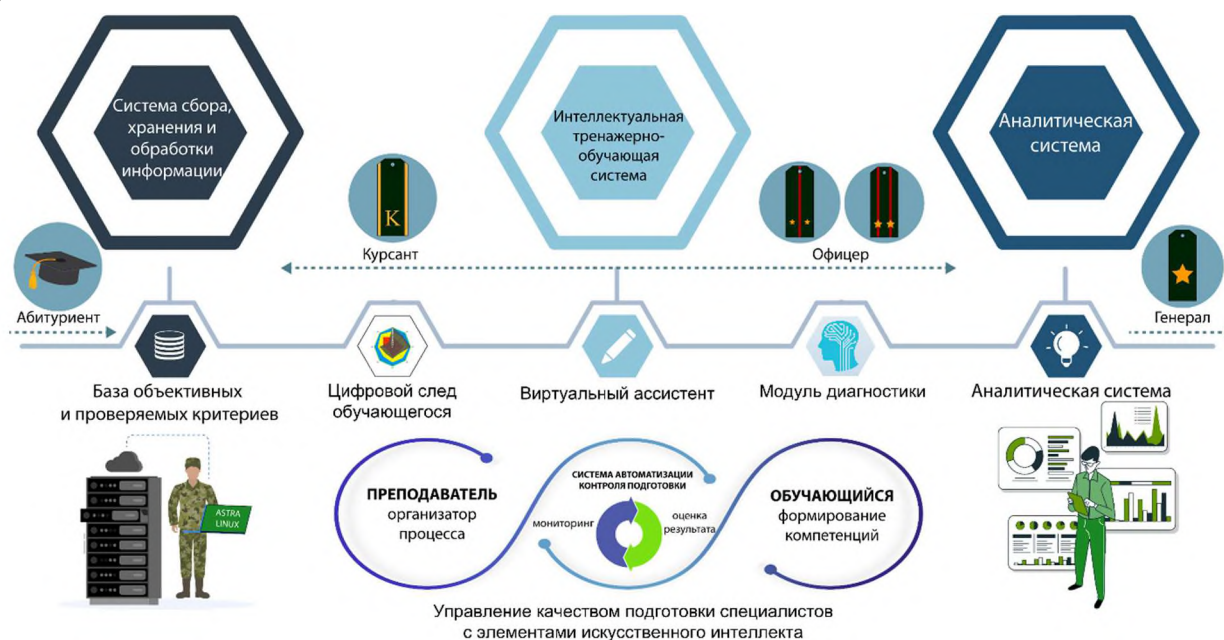 Система сбора,
хранения и
обработки
информации
Интеллектуальная
тренажерно-
обучающая
система
Аналитическая
система
К
Курсант
Офицер
Абитуриент
Генерал
База объективных
и проверяемых критериев
Цифровой след
обучающегося
Виртуальный ассистент
Модуль диагностики
Аналитическая система
ASTRA
LINUX
ПРЕПОДАВАТЕЛЬ
организатор
процесса
СИСТЕМА АВТОМАТИЗАЦИИ
КОНТРОЛЯ ПОДГОТОВКИ
мониторинг
оценка
результата
ОБУЧАЮЩИЙСЯ
формирование
компетенций
Управление качеством подготовки специалистов
с элементами искусственного интеллекта